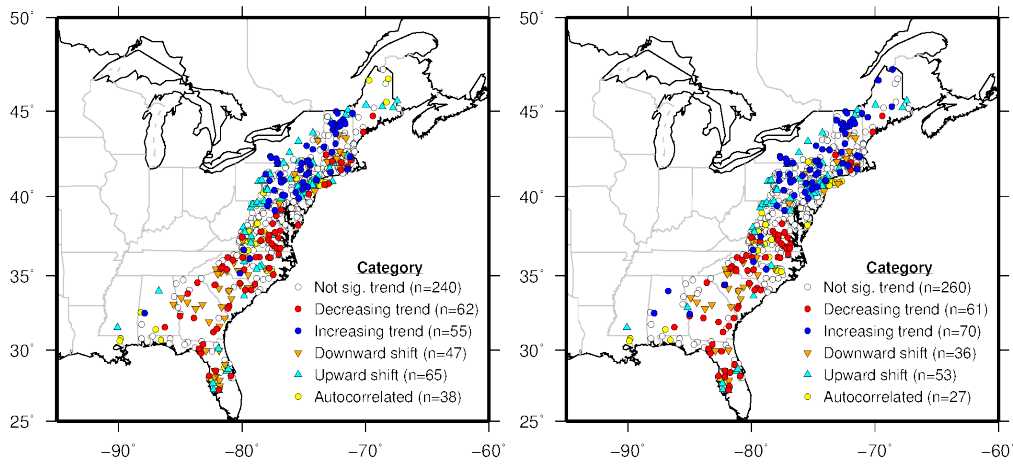 50°
45°
40°
35°
30°
25°
−90°
−80°
−70°
−60°
Category
Not sig. trend (n=240)
Decreasing trend (n=62)
Increasing trend (n=55)
Downward shift (n=47)
Upward shift (n=65)
Autocorrelated (n=38)
50°
45°
40°
35°
30°
25°
−90°
−80°
−70°
−60°
Category
Not sig. trend (n=260)
Decreasing trend (n=61)
Increasing trend (n=70)
Downward shift (n=36)
Upward shift (n=53)
Autocorrelated (n=27)